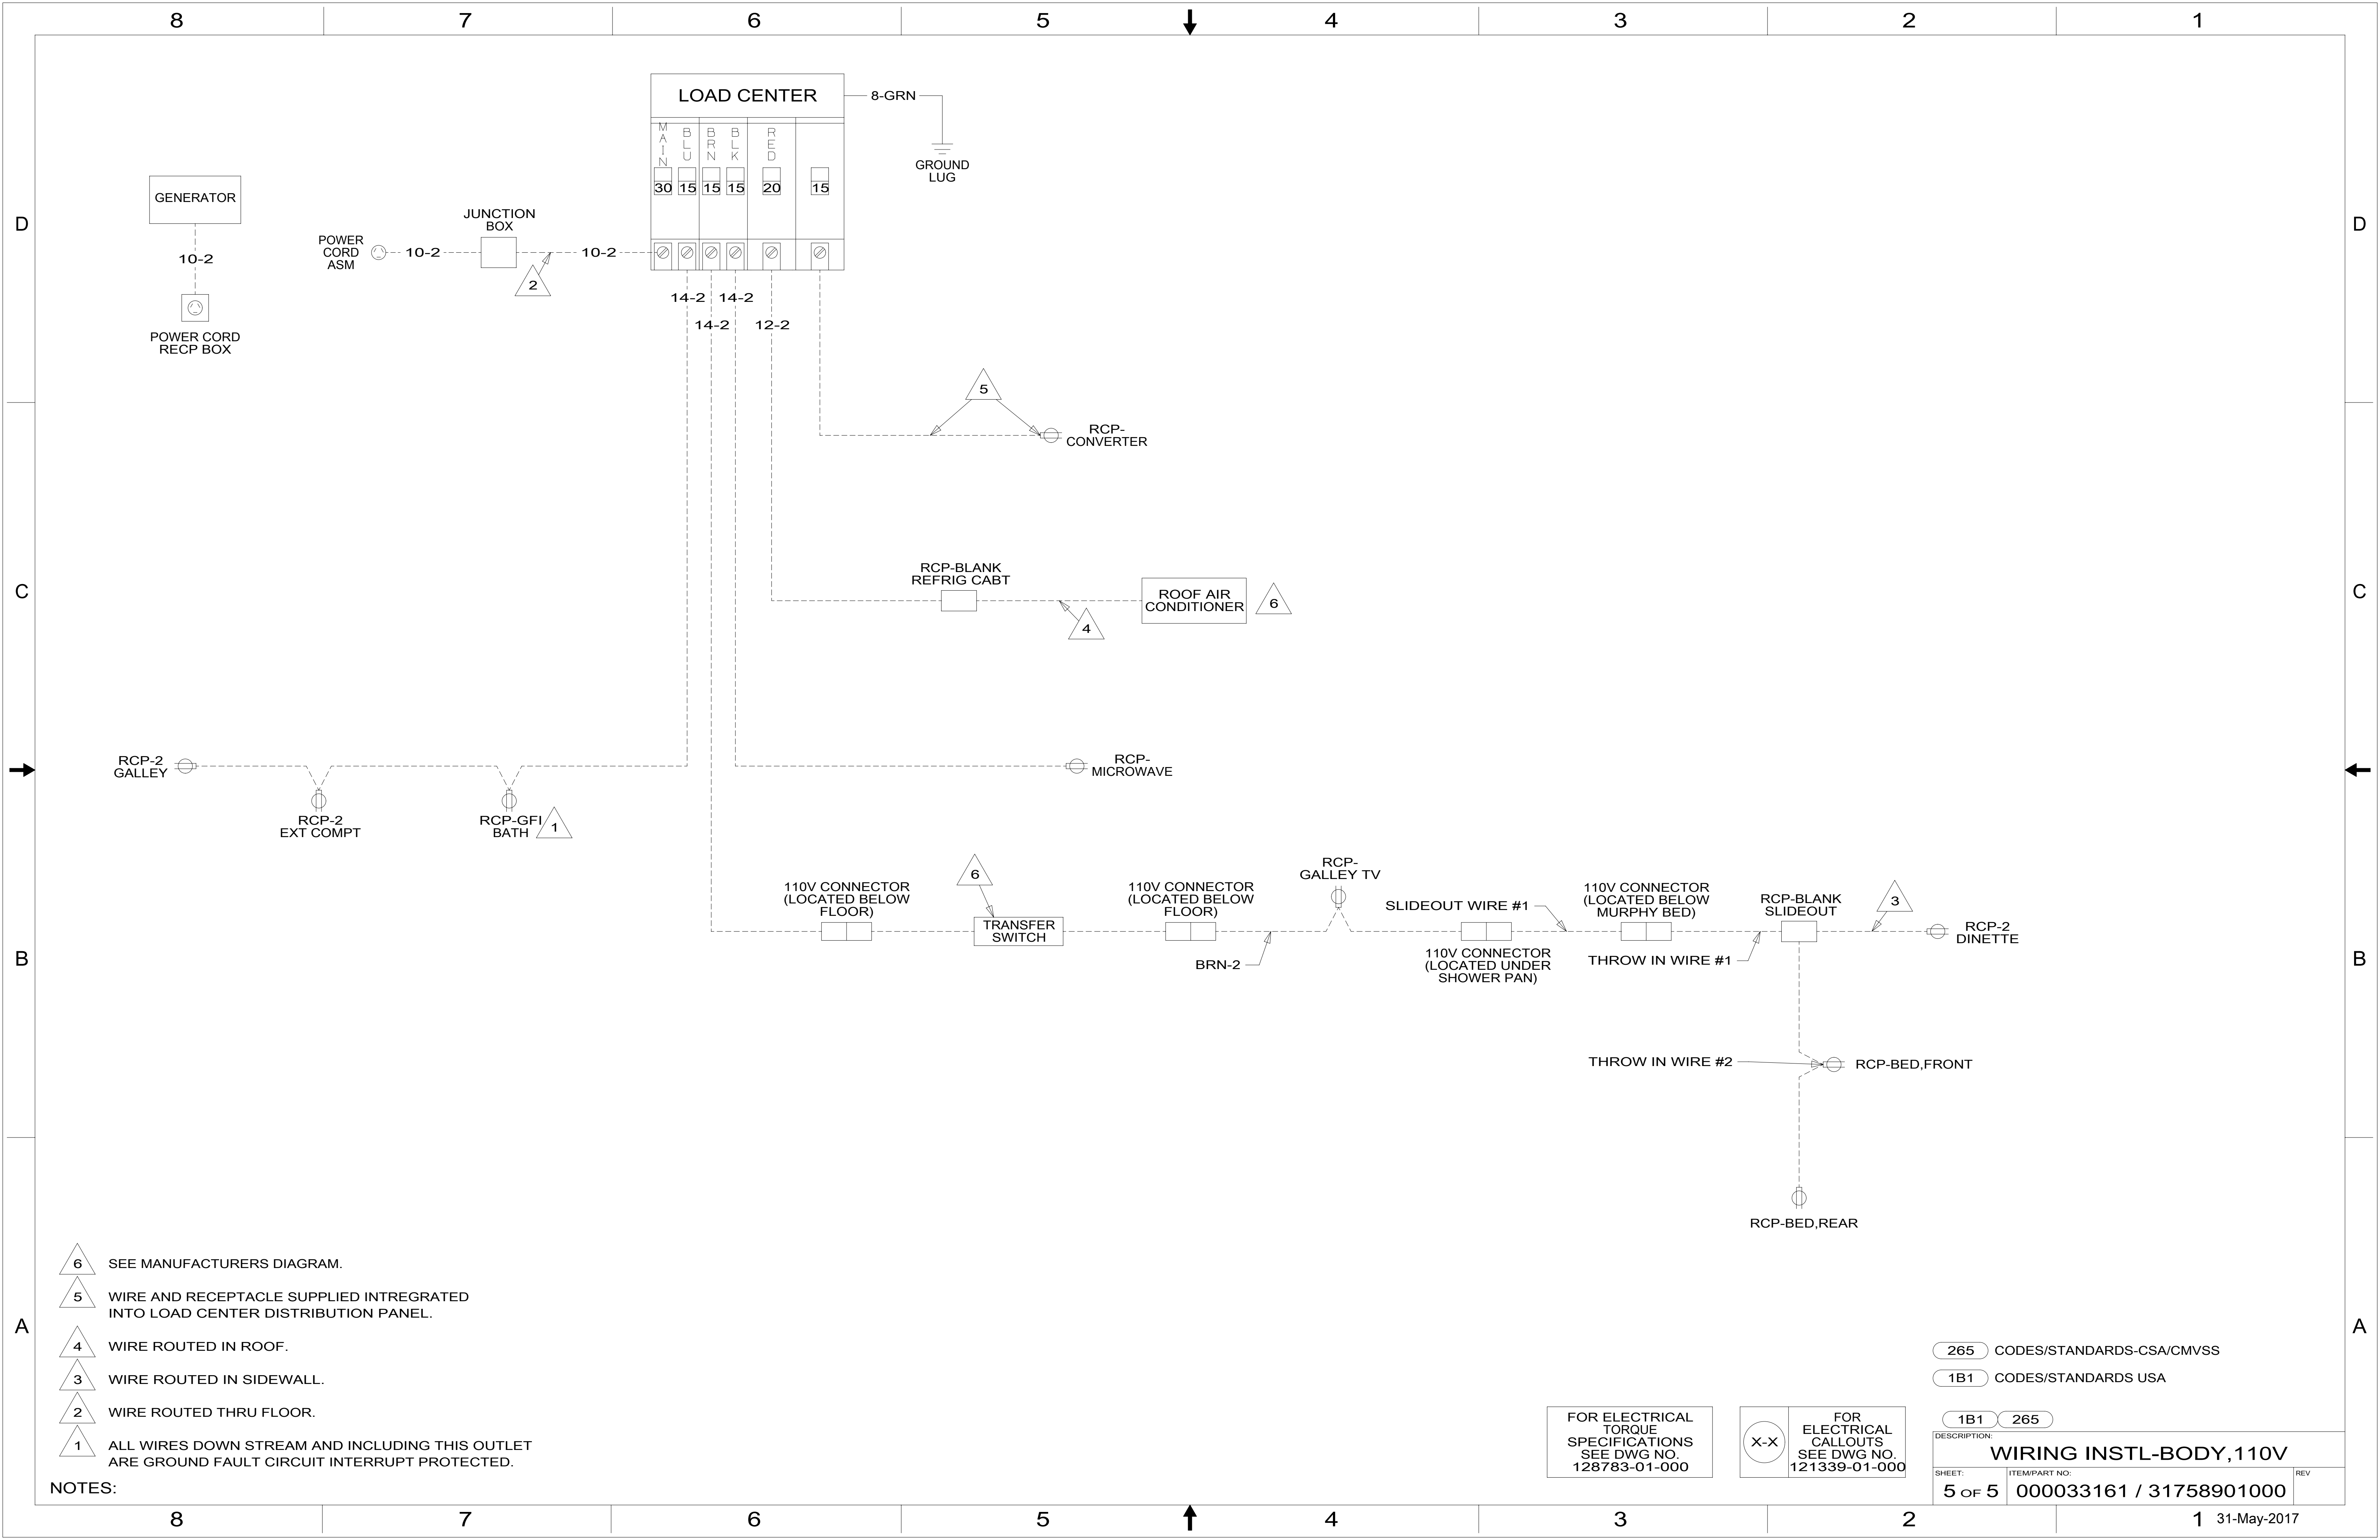 8 7 6 5 4 3 2 1
LOAD CENTER
8-GRN
MAIN
BLU
BRN
BLK
RED
30 15 15 15 20 15
GROUND
LUG
GENERATOR
10-2
POWER CORD
RECP BOX
POWER
CORD
ASM
10-2
JUNCTION
BOX
10-2
2
D
D
14-2 14-2
14-2 12-2
5
RCP-
CONVERTER
RCP-BLANK
REFRIG CABT
4
ROOF AIR
CONDITIONER
6
C
C
RCP-2
GALLEY
RCP-2
EXT COMPT
RCP-GFI
BATH
1
RCP-
MICROWAVE
110V CONNECTOR
(LOCATED BELOW
FLOOR)
6
TRANSFER
SWITCH
110V CONNECTOR
(LOCATED BELOW
FLOOR)
BRN-2
RCP-
GALLEY TV
SLIDEOUT WIRE #1
110V CONNECTOR
(LOCATED UNDER
SHOWER PAN)
110V CONNECTOR
(LOCATED BELOW
MURPHY BED)
THROW IN WIRE #1
RCP-BLANK
SLIDEOUT
3
RCP-2
DINETTE
B
B
THROW IN WIRE #2
RCP-BED,FRONT
RCP-BED,REAR
A
A
6 SEE MANUFACTURERS DIAGRAM.
5 WIRE AND RECEPTACLE SUPPLIED INTREGRATED
INTO LOAD CENTER DISTRIBUTION PANEL.
4 WIRE ROUTED IN ROOF.
3 WIRE ROUTED IN SIDEWALL.
2 WIRE ROUTED THRU FLOOR.
1 ALL WIRES DOWN STREAM AND INCLUDING THIS OUTLET
ARE GROUND FAULT CIRCUIT INTERRUPT PROTECTED.
NOTES:
FOR ELECTRICAL
TORQUE
SPECIFICATIONS
SEE DWG NO.
128783-01-000
X-X
FOR
ELECTRICAL
CALLOUTS
SEE DWG NO.
121339-01-000
265 CODES/STANDARDS-CSA/CMVSS
1B1 CODES/STANDARDS USA
1B1 265
DESCRIPTION:
WIRING INSTL-BODY,110V
SHEET:
5 OF 5
ITEM/PART NO:
000033161 / 31758901000
REV
8 7 6 5 4 3 2 1
31-May-2017